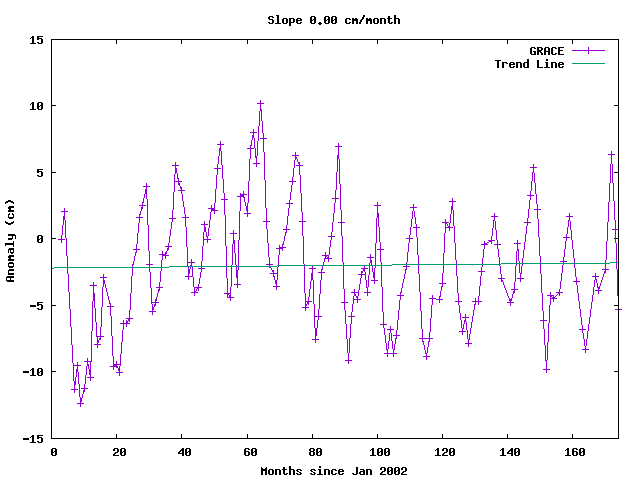 Slope 0.00 cm/month
GRACE
Trend Line
15
10
5
0
-5
-10
-15
Anomaly (cm)
0 20 40 60 80 100 120 140 160
Months since Jan 2002